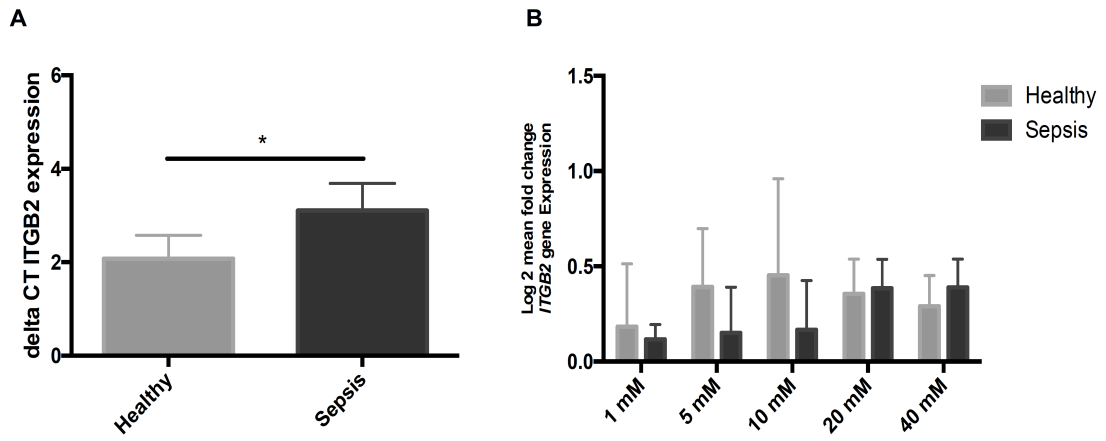 A
delta CT ITGB2 expression
6
4
2
0
*
Healthy
Sepsis
B
Log 2 mean fold change
ITGB2 gene Expression
1.5
1.0
0.5
0.0
1 mM
5 mM
10 mM
20 mM
40 mM
Healthy
Sepsis